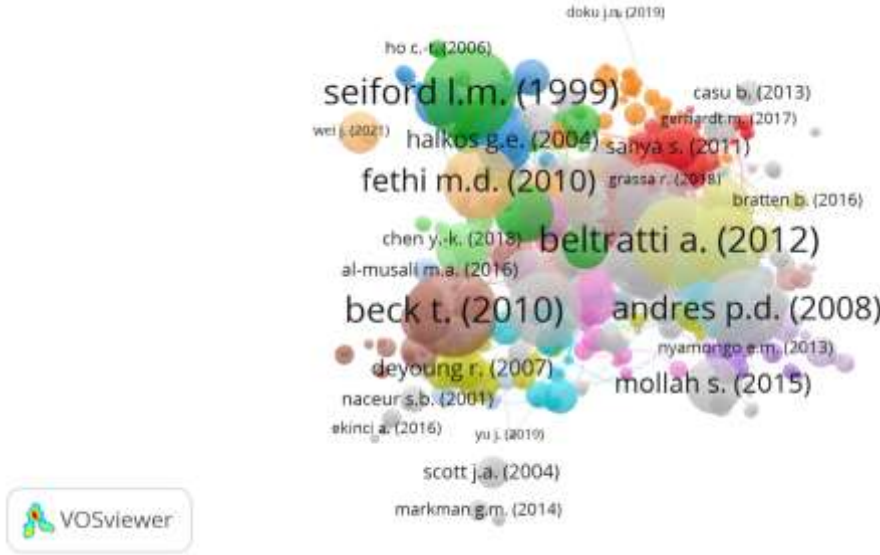 doku j.n. (2019)
ho c.-t. (2006)
seiford l.m. (1999)
casu b. (2013)
gerhardt m. (2017)
wei j. (2021)
halkos g.e. (2004)
sanya s. (2011)
fethi m.d. (2010)
grassa r. (2018)
bratten b. (2016)
chen y.-k. (2018)
beltratti a. (2012)
al-musali m.a. (2016)
beck t. (2010)
andres p.d. (2008)
nyamongo e.m. (2013)
deyoung r. (2007)
mollah s. (2015)
naceur s.b. (2001)
ekinci a. (2016)
yu j. (2019)
scott j.a. (2004)
markman g.m. (2014)
VOSviewer